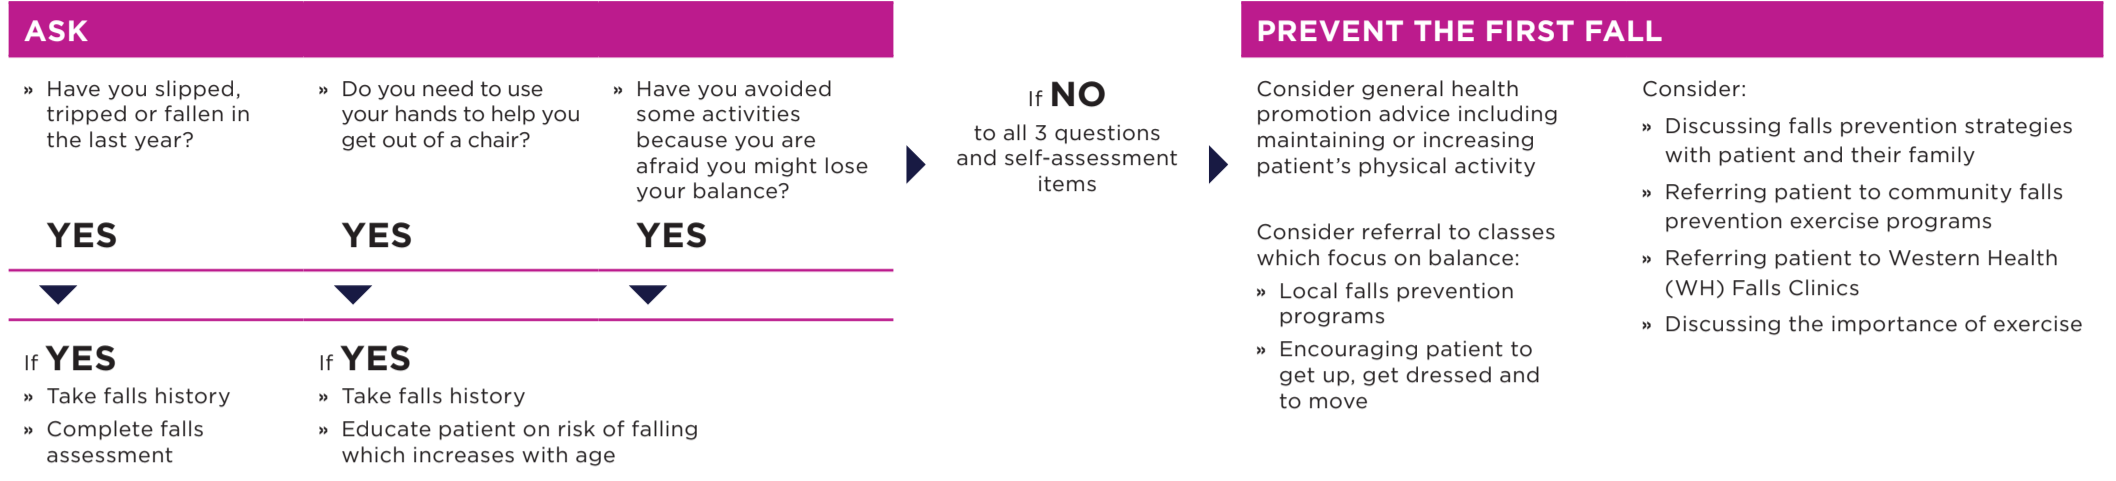 ASK
» Have you slipped,
tripped or fallen in
the last year?
YES
» Do you need to use
your hands to help you
get out of a chair?
YES
» Have you avoided
some activities
because you are
afraid you might lose
your balance?
YES
If YES
» Take falls history
» Complete falls
assessment
If YES
» Take falls history
» Educate patient on risk of falling
which increases with age
If NO
to all 3 questions
and self-assessment
items
PREVENT THE FIRST FALL
Consider general health
promotion advice including
maintaining or increasing
patient’s physical activity
Consider referral to classes
which focus on balance:
» Local falls prevention
programs
» Encouraging patient to
get up, get dressed and
to move
Consider:
» Discussing falls prevention strategies
with patient and their family
» Referring patient to community falls
prevention exercise programs
» Referring patient to Western Health
(WH) Falls Clinics
» Discussing the importance of exercise